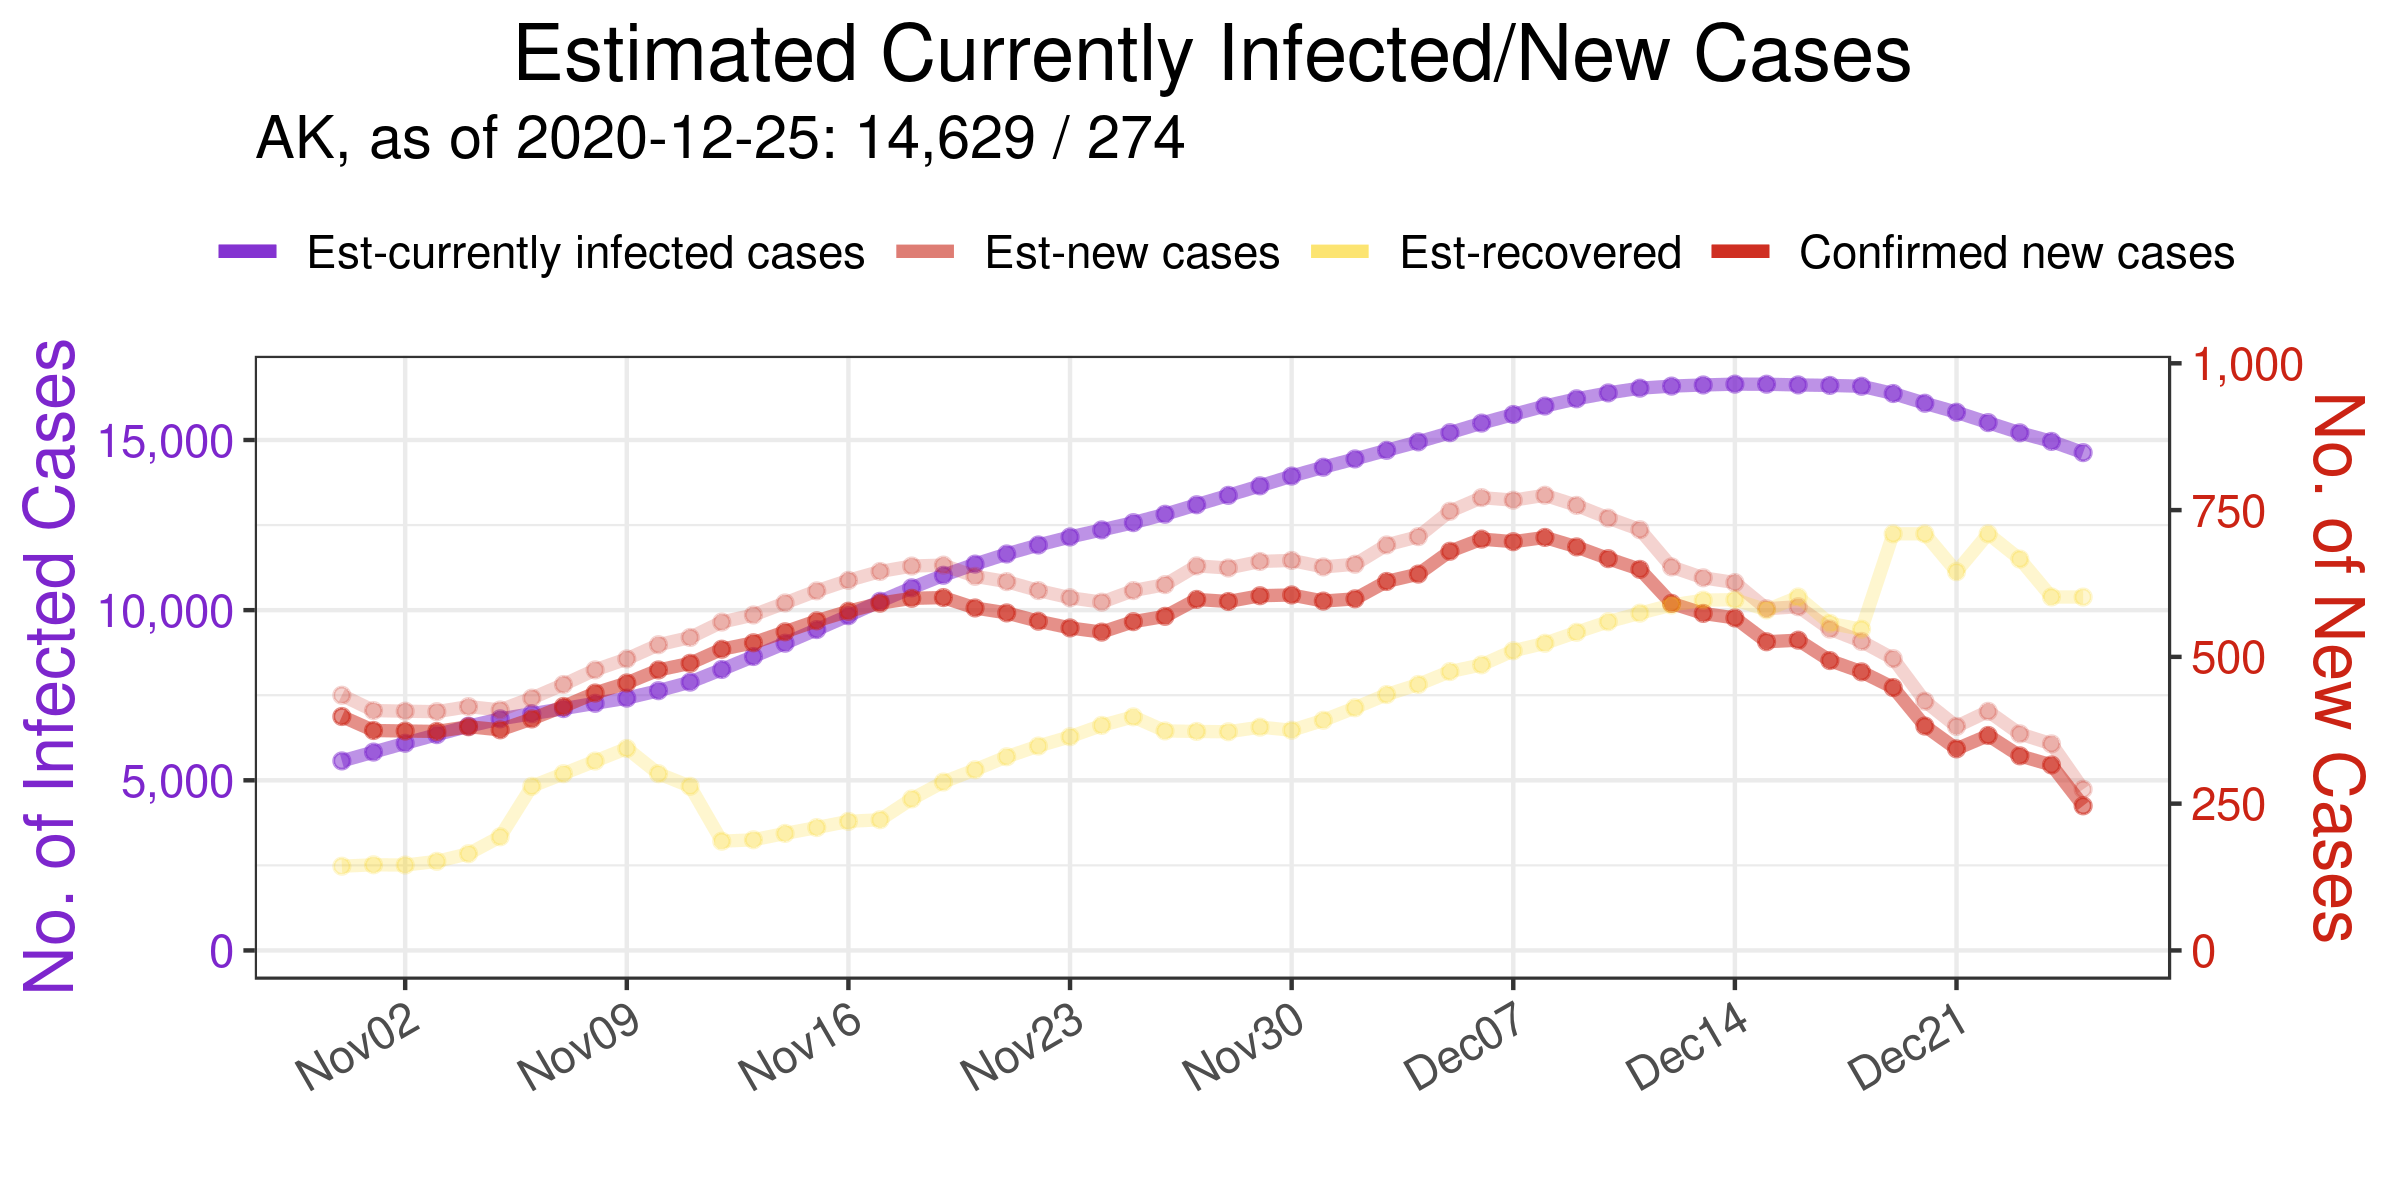 Estimated Currently Infected/New Cases
AK, as of 2020-12-25: 14,629 / 274
Est-currently infected cases Est-new cases Est-recovered Confirmed new cases
No. of Infected Cases
15,000
10,000
5,000
0
1,000
750
500
250
0
No. of New Cases
Nov02 Nov09 Nov16 Nov23 Nov30 Dec07 Dec14 Dec21